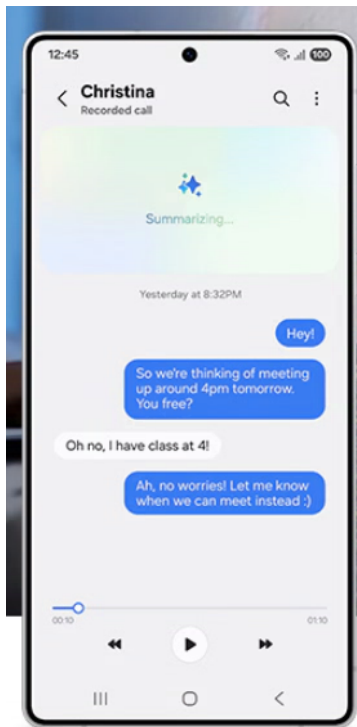 12:45
100
Christina
Recorded call
Summarizing...
Yesterday at 8:32PM
Hey!
So we're thinking of meeting
up around 4pm tomorrow.
You free?
Oh no, I have class at 4!
Ah, no worries! Let me know
when we can meet instead :)
00:10
01:10